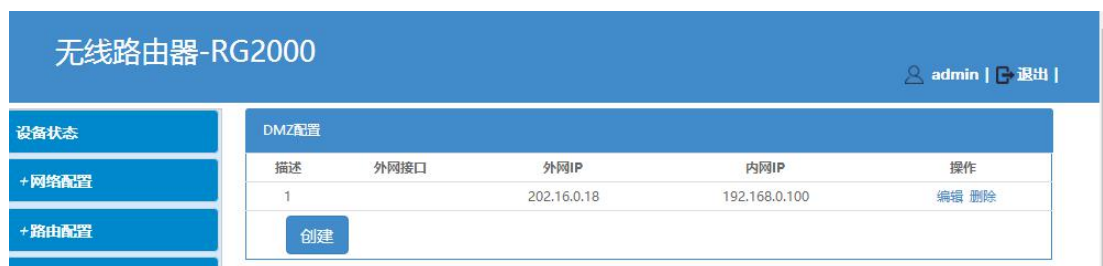 无线路由器-RG2000
admin | 退出 |
设备状态
+网络配置
+路由配置
DMZ配置
描述 外网接口 外网IP 内网IP 操作
1 202.16.0.18 192.168.0.100 编辑 删除
创建